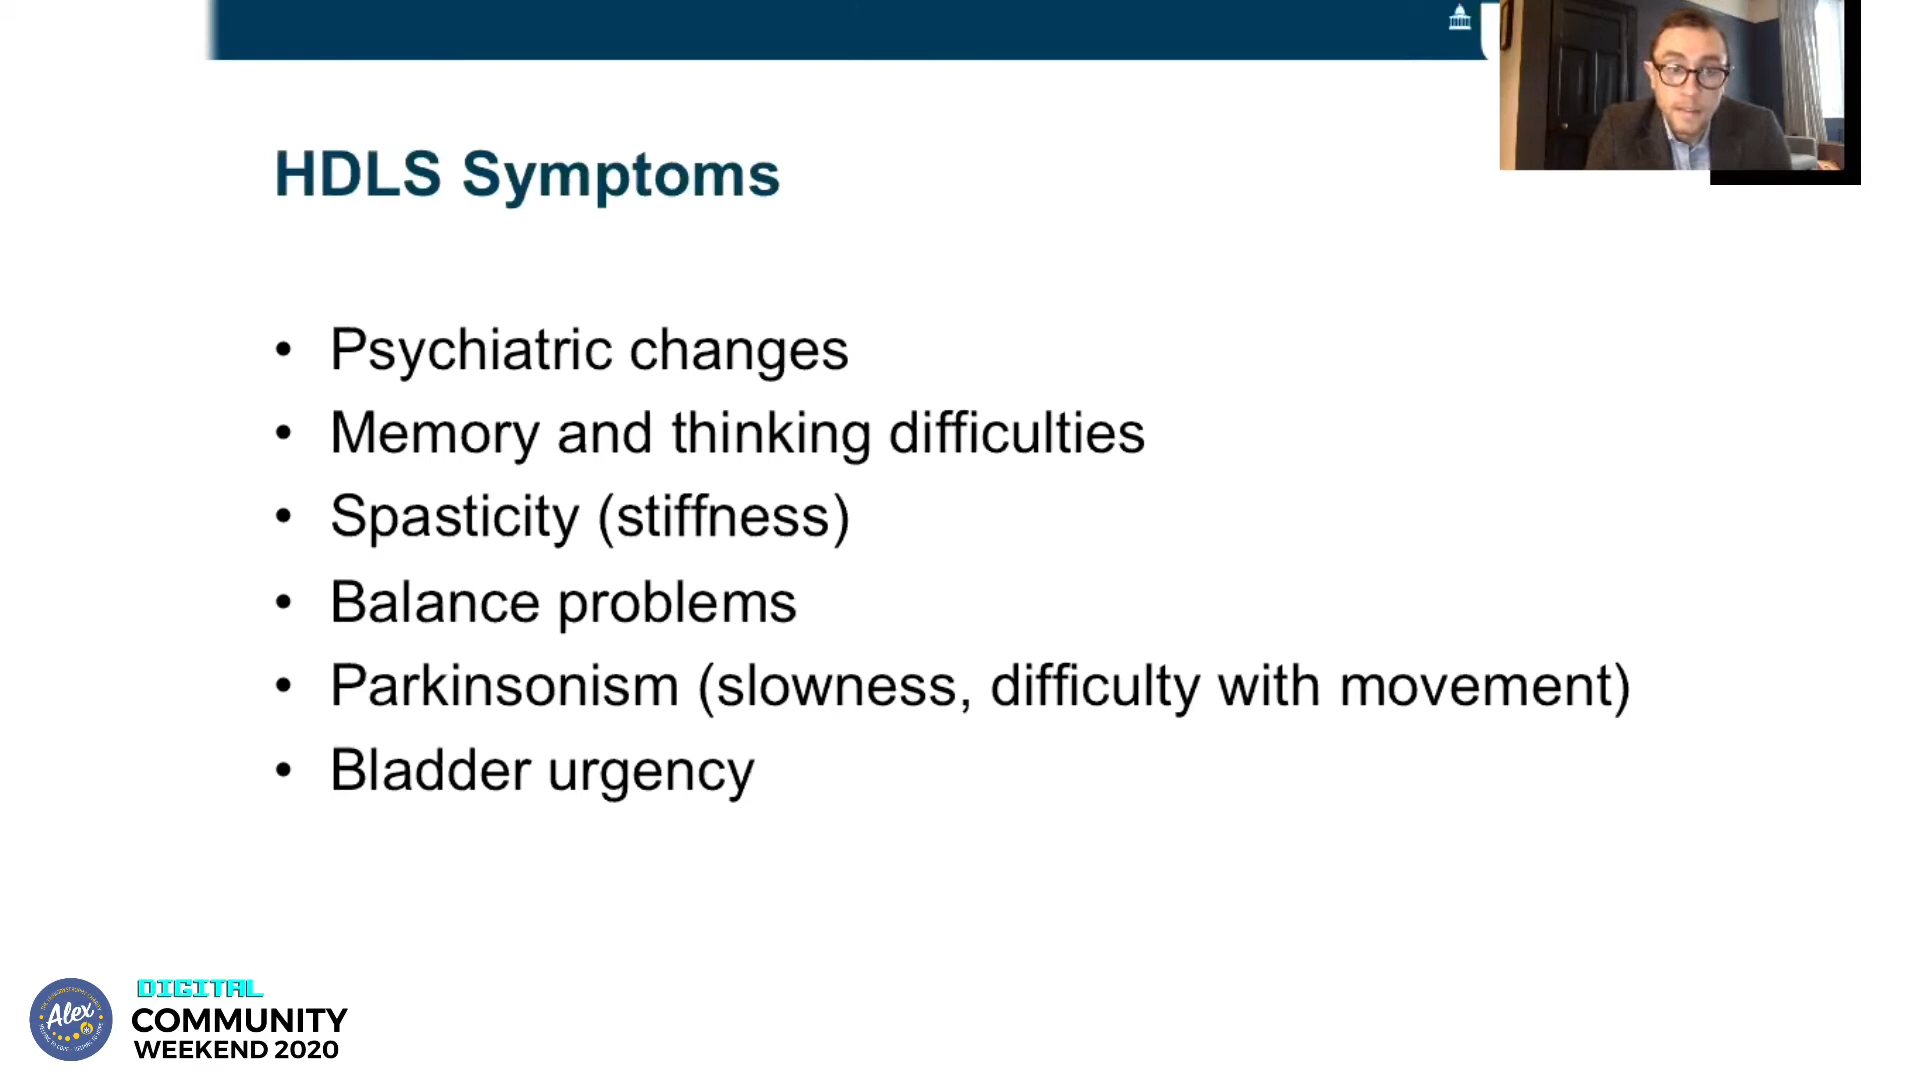 HDLS Symptoms
• Psychiatric changes
• Memory and thinking difficulties
• Spasticity (stiffness)
• Balance problems
• Parkinsonism (slowness, difficulty with movement)
• Bladder urgency
Alex
DIGITAL
COMMUNITY
WEEKEND 2020